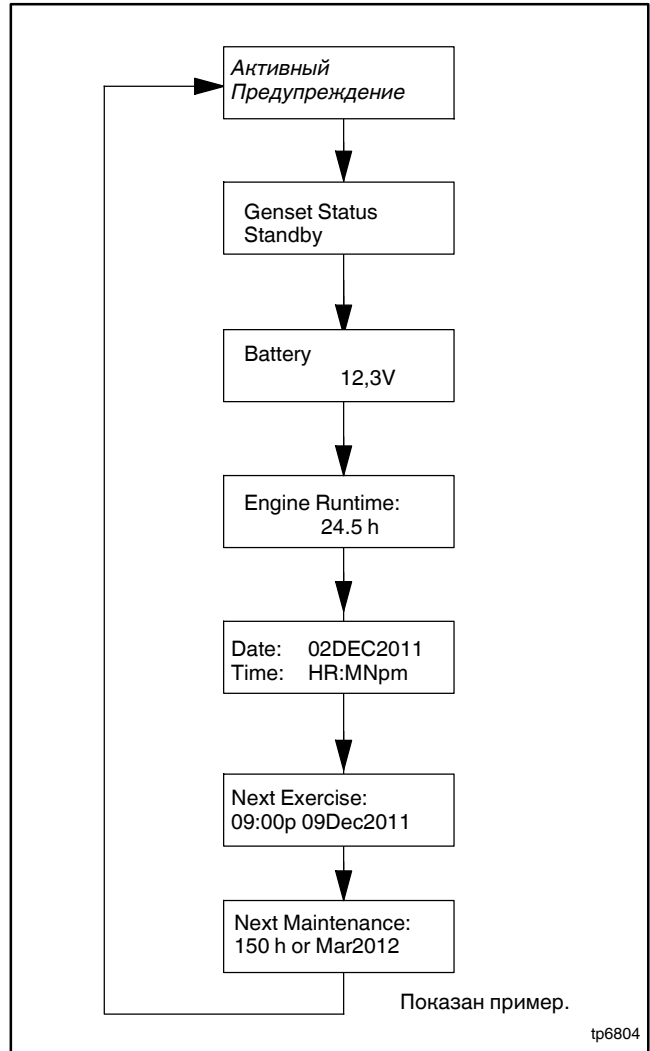 Активный
Предупреждение
Genset Status
Standby
Battery
12,3V
Engine Runtime:
24.5 h
Date: 02DEC2011
Time: HR:MNpm
Next Exercise:
09:00p 09Dec2011
Next Maintenance:
150 h or Mar2012
Показан пример.
tp6804